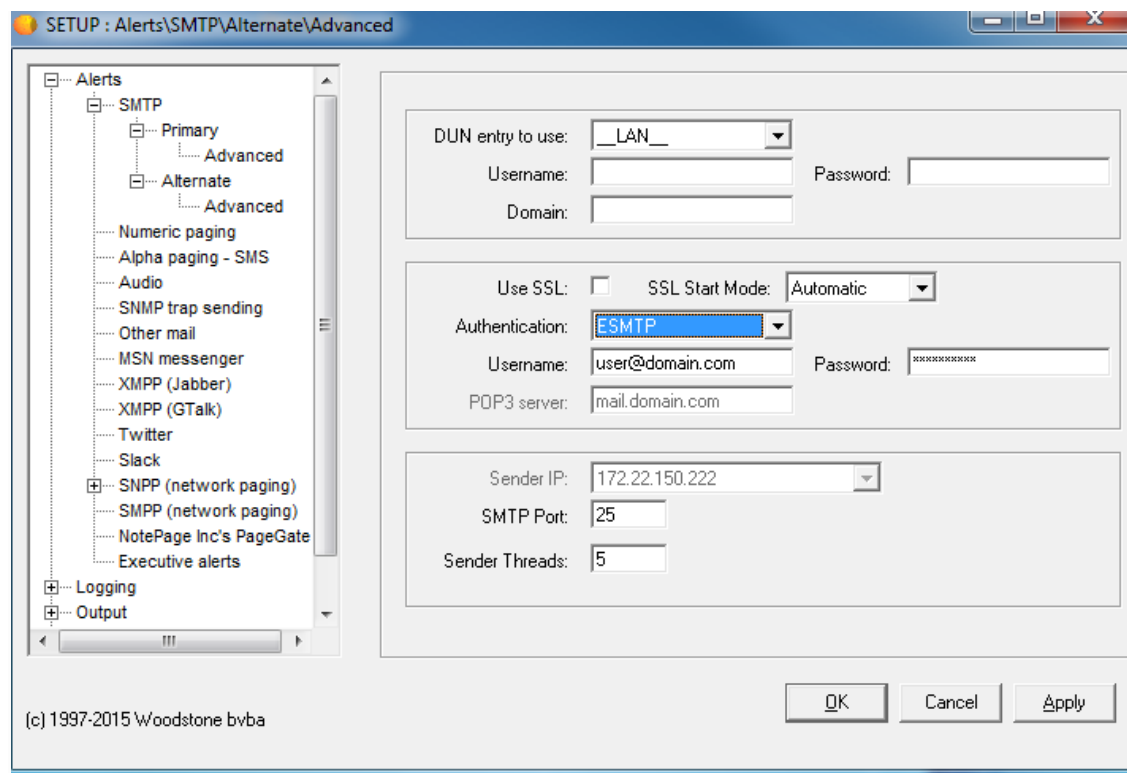 SETUP : Alerts\SMTP\Alternate\Advanced
Alerts
SMTP
Primary
Advanced
Alternate
Advanced
Numeric paging
Alpha paging - SMS
Audio
SNMP trap sending
Other mail
MSN messenger
XMPP (Jabber)
XMPP (GTalk)
Twitter
Slack
SNPP (network paging)
SMPP (network paging)
NotePage Inc's PageGate
Executive alerts
Logging
Output
DUN entry to use: __LAN__
Username: Password:
Domain:
Use SSL: SSL Start Mode: Automatic
Authentication: ESMTP
Username: user@domain.com Password: **********
POP3 server: mail.domain.com
Sender IP: 172.22.150.222
SMTP Port: 25
Sender Threads: 5
(c) 1997-2015 Woodstone bvba
OK Cancel Apply